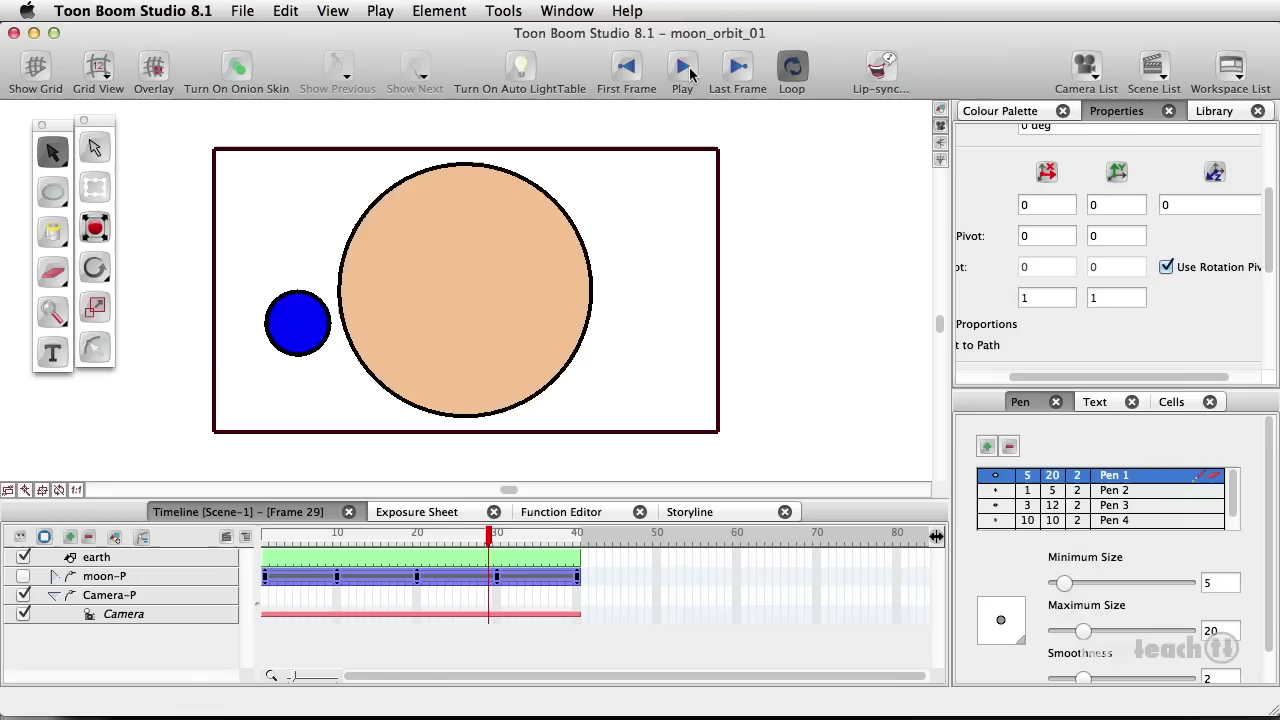 Toon Boom Studio 8.1 File Edit View Play Element Tools Window Help
Toon Boom Studio 8.1 - moon_orbit_01
Show Grid Grid View Overlay Turn On Onion Skin Show Previous Show Next Turn On Auto LightTable First Frame Play Last Frame Loop Lip-sync... Camera List Scene List Workspace List
Colour Palette Properties Library
0 deg
0 0 0
Pivot: 0 0
ot: 0 0 Use Rotation Piv
1 1
Proportions
t to Path
Pen Text Cells
5 20 2 Pen 1
1 5 2 Pen 2
3 12 2 Pen 3
10 10 2 Pen 4
Minimum Size
5
Maximum Size
20
Smoothness
2
teach
T
1:1
Timeline [Scene-1] - [Frame 29] Exposure Sheet Function Editor Storyline
10 20 30 40 50 60 70 80
earth
moon-P
Camera-P
Camera